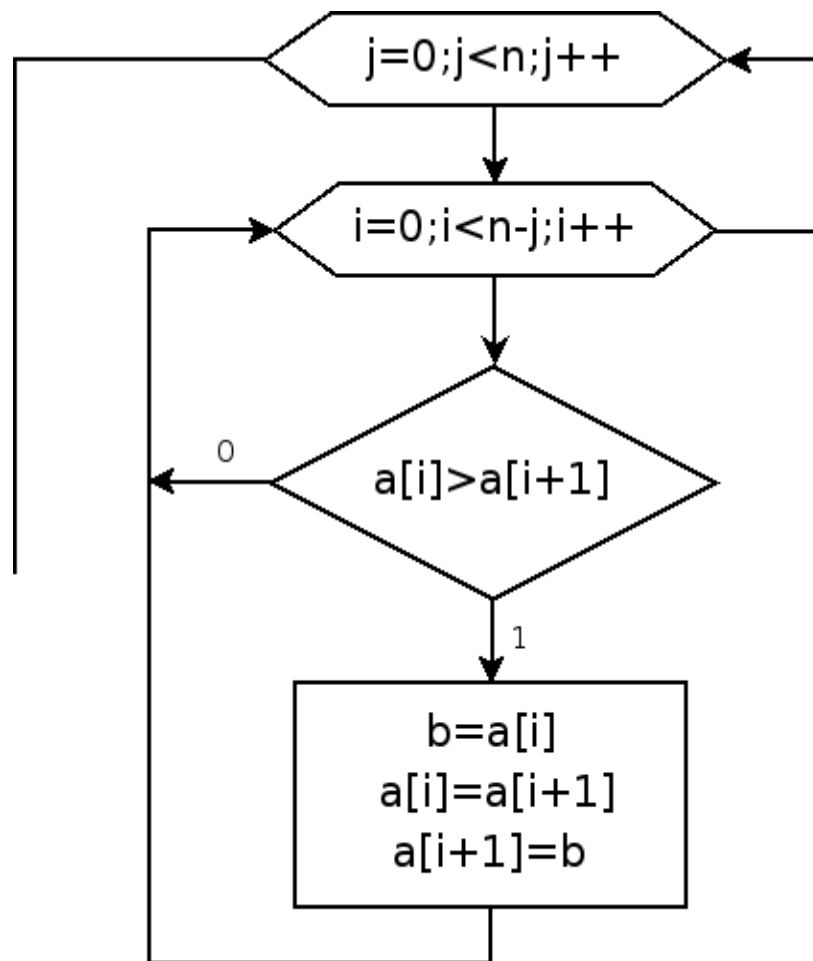 j=0;j<n;j++
i=0;i<n-j;i++
0
a[i]>a[i+1]
1
b=a[i]
a[i]=a[i+1]
a[i+1]=b